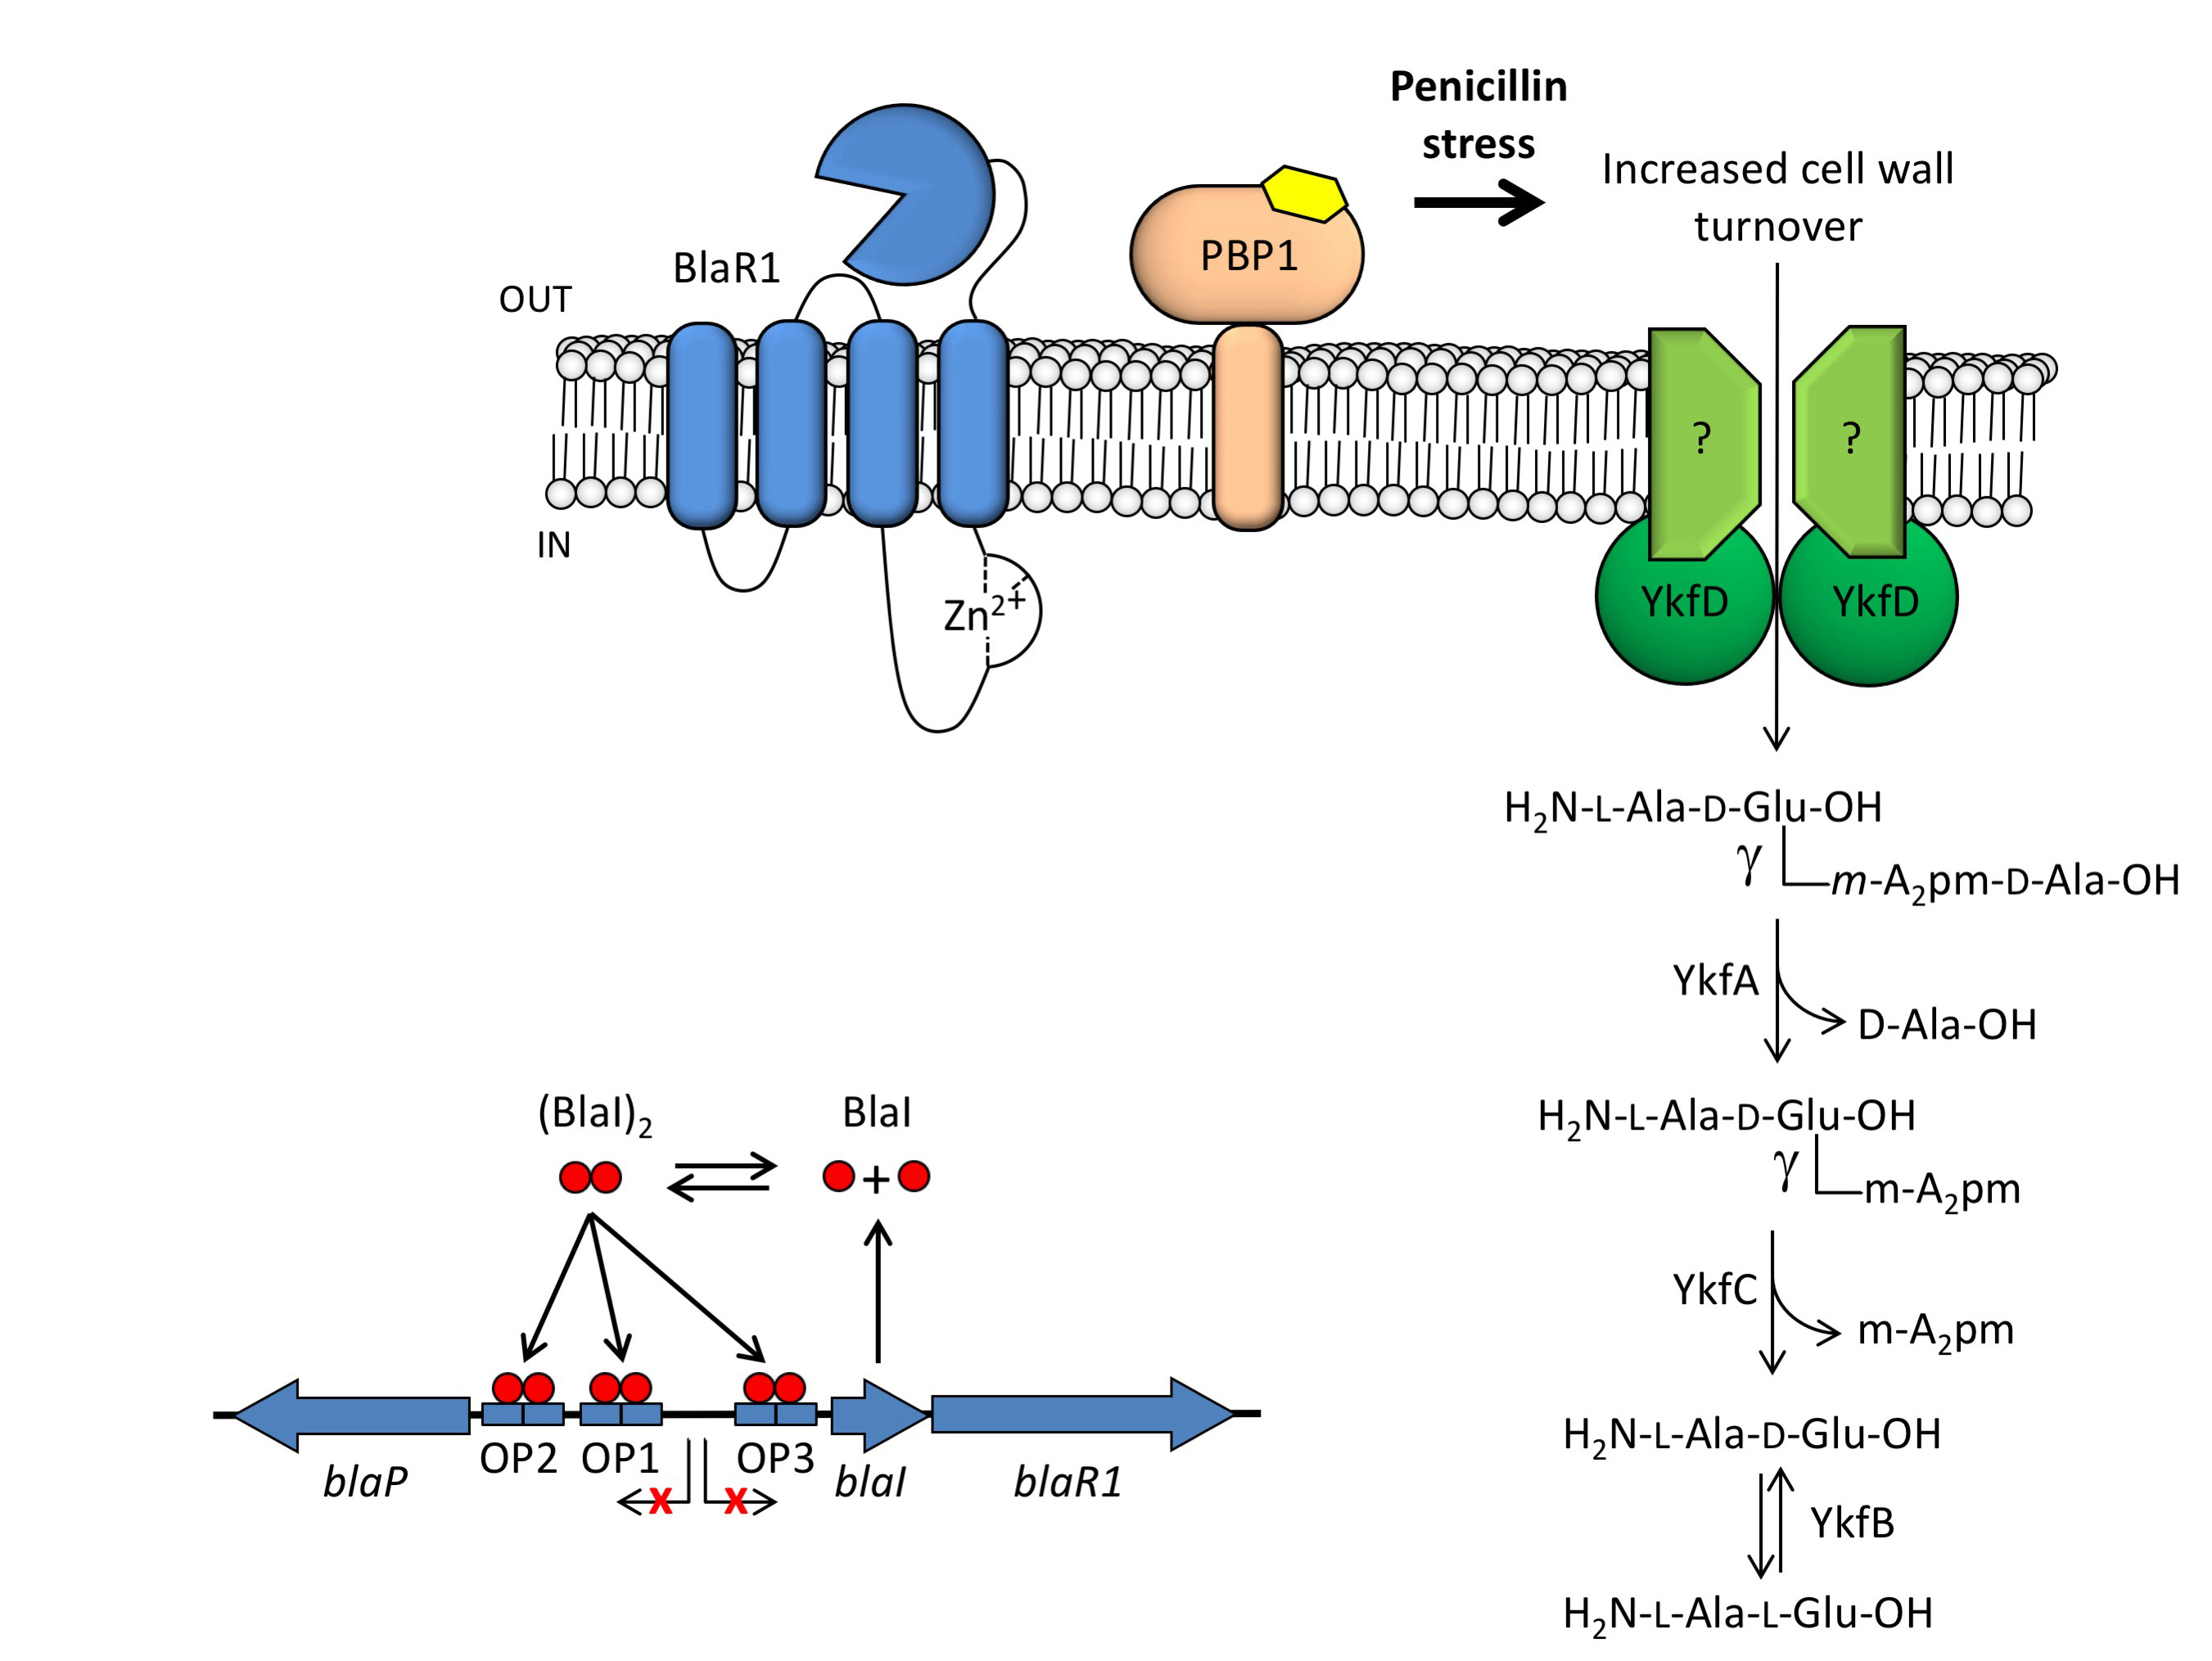 Penicillin
stress
Increased cell wall
turnover
BlaR1
PBP1
OUT
IN
Zn2+
?
?
YkfD
YkfD
H2N-L-Ala-D-Glu-OH
γ
m-A2pm-D-Ala-OH
YkfA
D-Ala-OH
H2N-L-Ala-D-Glu-OH
γ
m-A2pm
YkfC
m-A2pm
H2N-L-Ala-D-Glu-OH
YkfB
H2N-L-Ala-L-Glu-OH
(BlaI)2
BlaI
+
OP2
OP1
OP3
blaP
blaI
blaR1
X
X